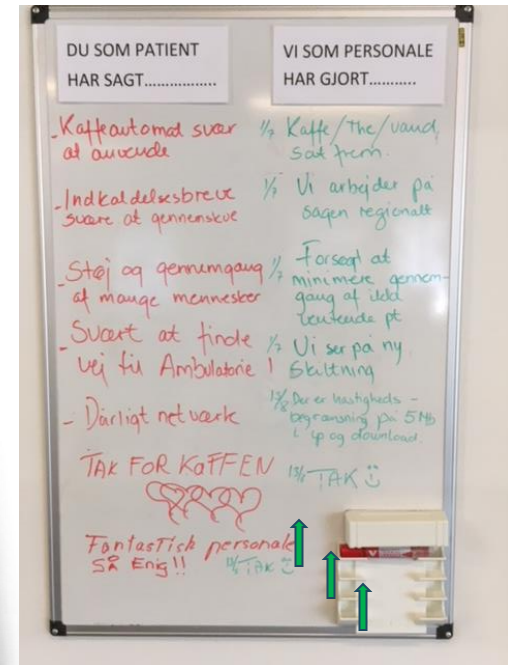 DU SOM PATIENT
HAR SAGT.................
VI SOM PERSONALE
HAR GJORT...........
- Kaffeautomat svær
at anvende
1/7 Kaffe/The/vand,
sat frem.
- Indkaldelsesbreve
svære at gennemskue
1/7 Vi arbejder på
sagen regionalt
- Støj og gennemgang
af mange mennesker
1/7 Forsøgt at
minimere gennem-
gang af ikke
ventende pt
- Svært at finde
vej til Ambulatorie !
1/7 Vi ser på ny
Skiltning
- Dårligt netværk
13/8 Der er hastigheds-
begrænsning på 5 Mb
i up og download.
TAK FOR KAFFEN
13/8 TAK
Fantastisk personale
SÅ Enig!!
TAK